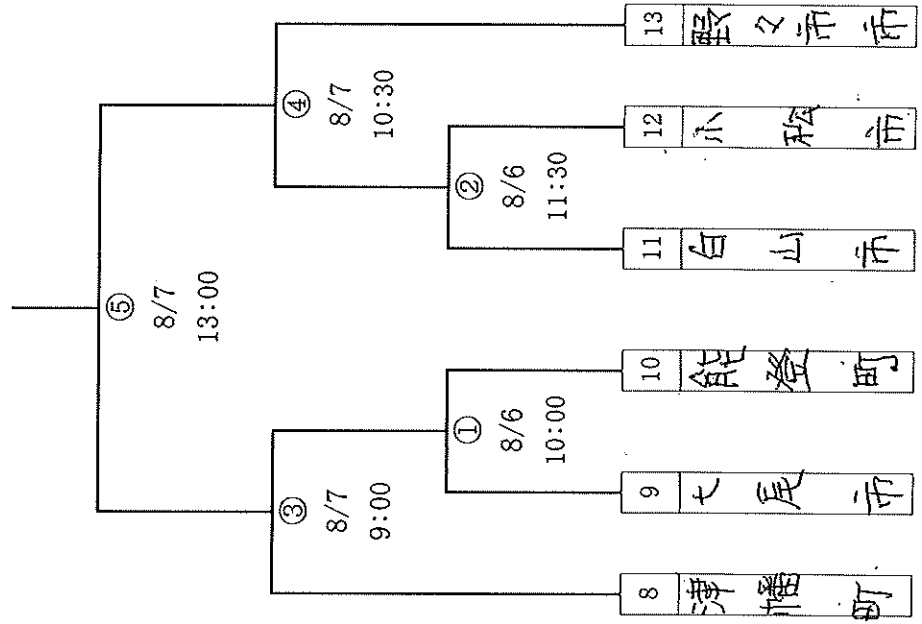 ⑤
8/7
13:00
③
8/7
9:00
④
8/7
10:30
①
8/6
10:00
②
8/6
11:30
8 津幡町
9 七尾市
10 能登町
11 白山市
12 小松市
13 野々市市